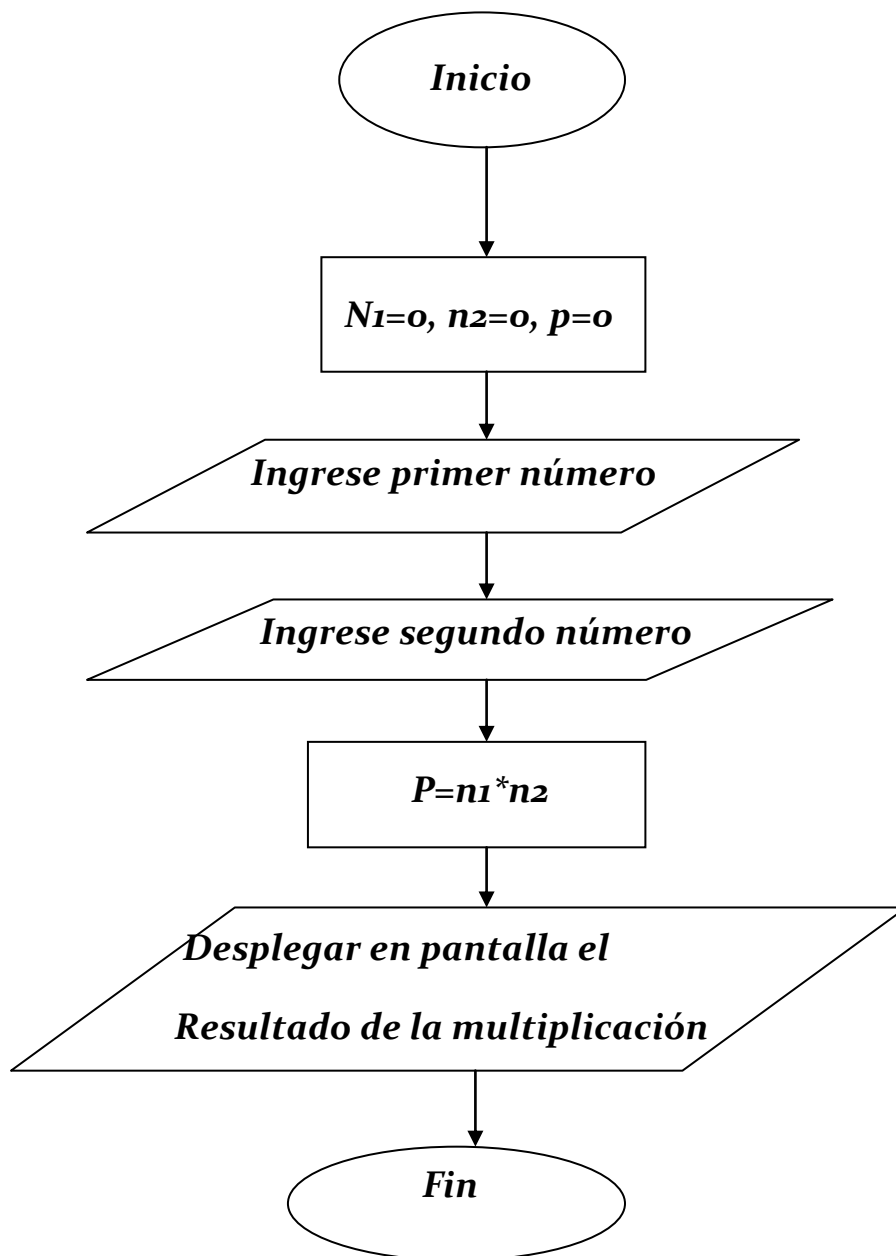 Inicio
N1=0, n2=0, p=0
Ingrese primer número
Ingrese segundo número
P=n1*n2
Desplegar en pantalla el
Resultado de la multiplicación
Fin